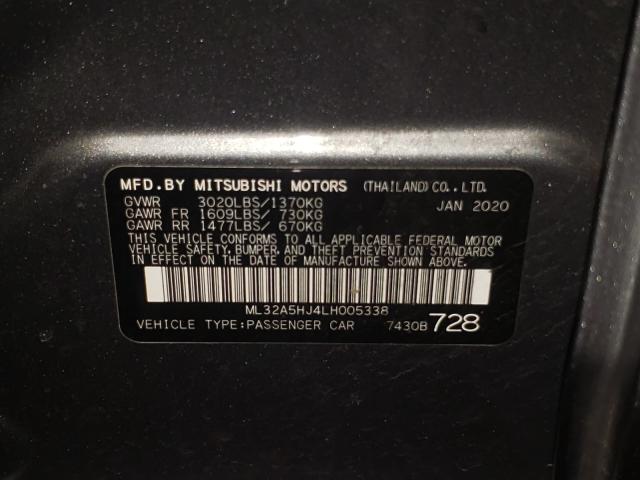 MFD.BY MITSUBISHI MOTORS (THAILAND)CO.,LTD.
GVWR 3020LBS/1370KG JAN 2020
GAWR FR 1609LBS/ 730KG
GAWR RR 1477LBS/ 670KG
THIS VEHICLE CONFORMS TO ALL APPLICABLE FEDERAL MOTOR
VEHICLE SAFETY,BUMPER,AND THEFT PREVENTION STANDARDS
IN EFFECT ON THE DATE OF MANUFACTURE SHOWN ABOVE.
ML32A5HJ4LH005338
VEHICLE TYPE:PASSENGER CAR 7430B 728